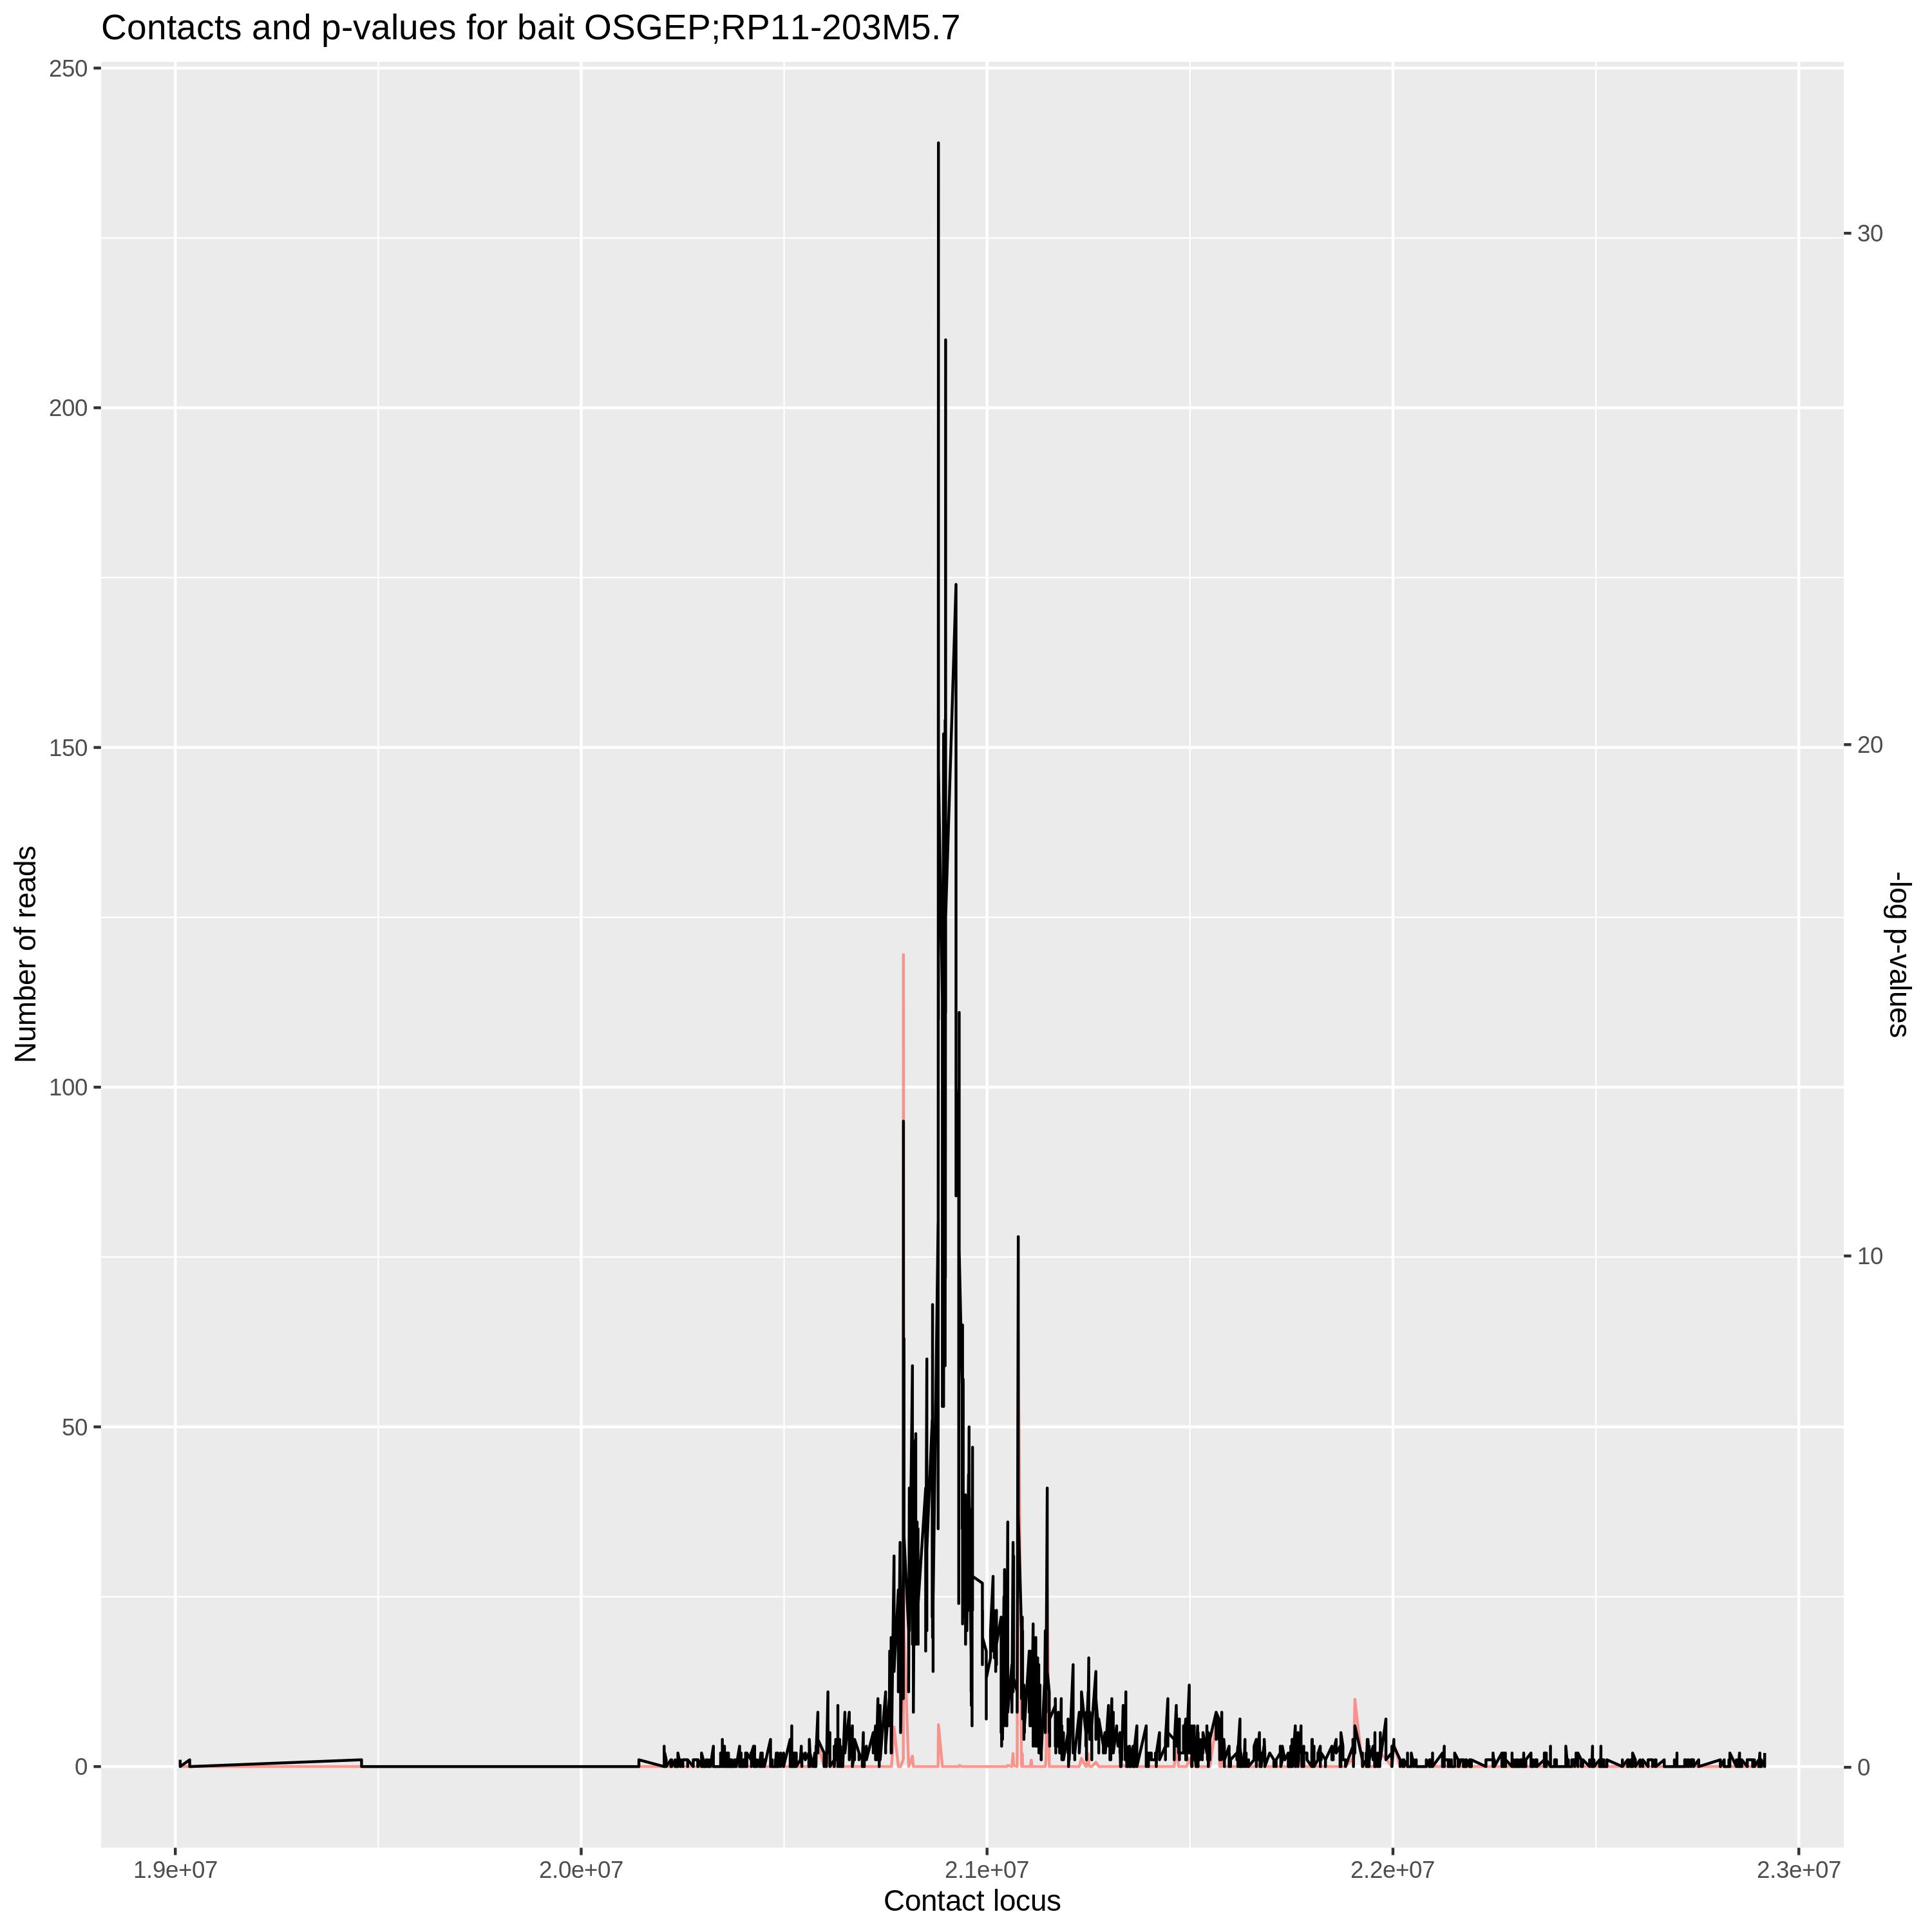 Contacts and p-values for bait OSGEP;RP11-203M5.7
250
200
150
100
50
0
Number of reads
30
20
10
0
-log p-values
1.9e+07
2.0e+07
2.1e+07
2.2e+07
2.3e+07
Contact locus